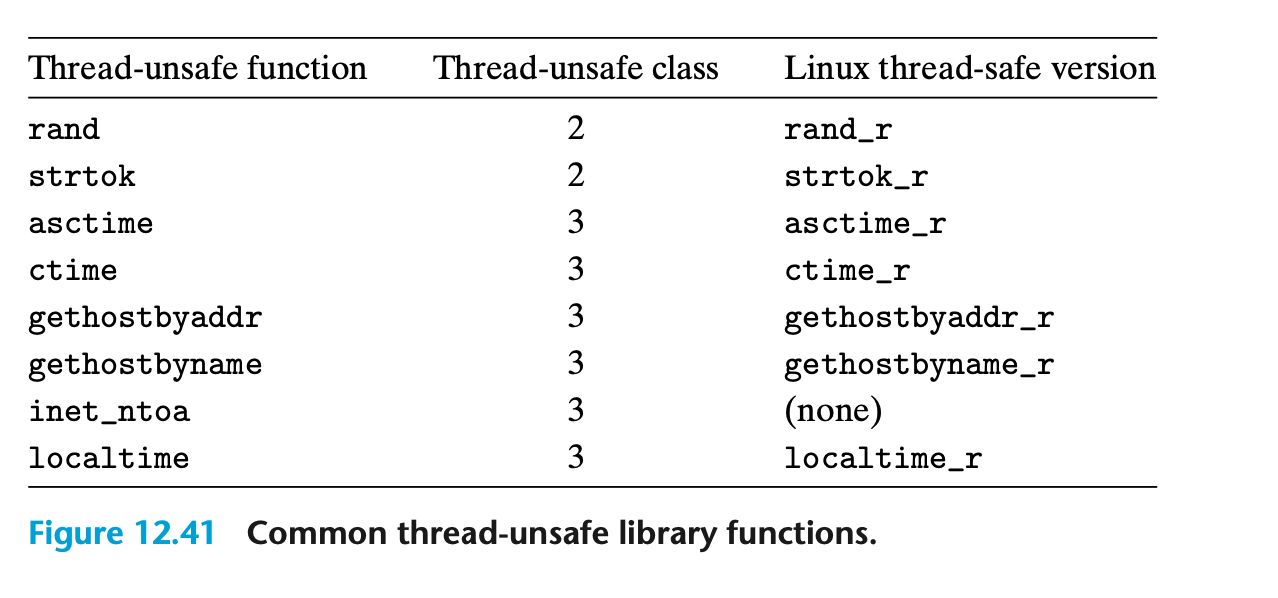 Thread-unsafe function Thread-unsafe class Linux thread-safe version
rand 2 rand_r
strtok 2 strtok_r
asctime 3 asctime_r
ctime 3 ctime_r
gethostbyaddr 3 gethostbyaddr_r
gethostbyname 3 gethostbyname_r
inet_ntoa 3 (none)
localtime 3 localtime_r
Figure 12.41 Common thread-unsafe library functions.